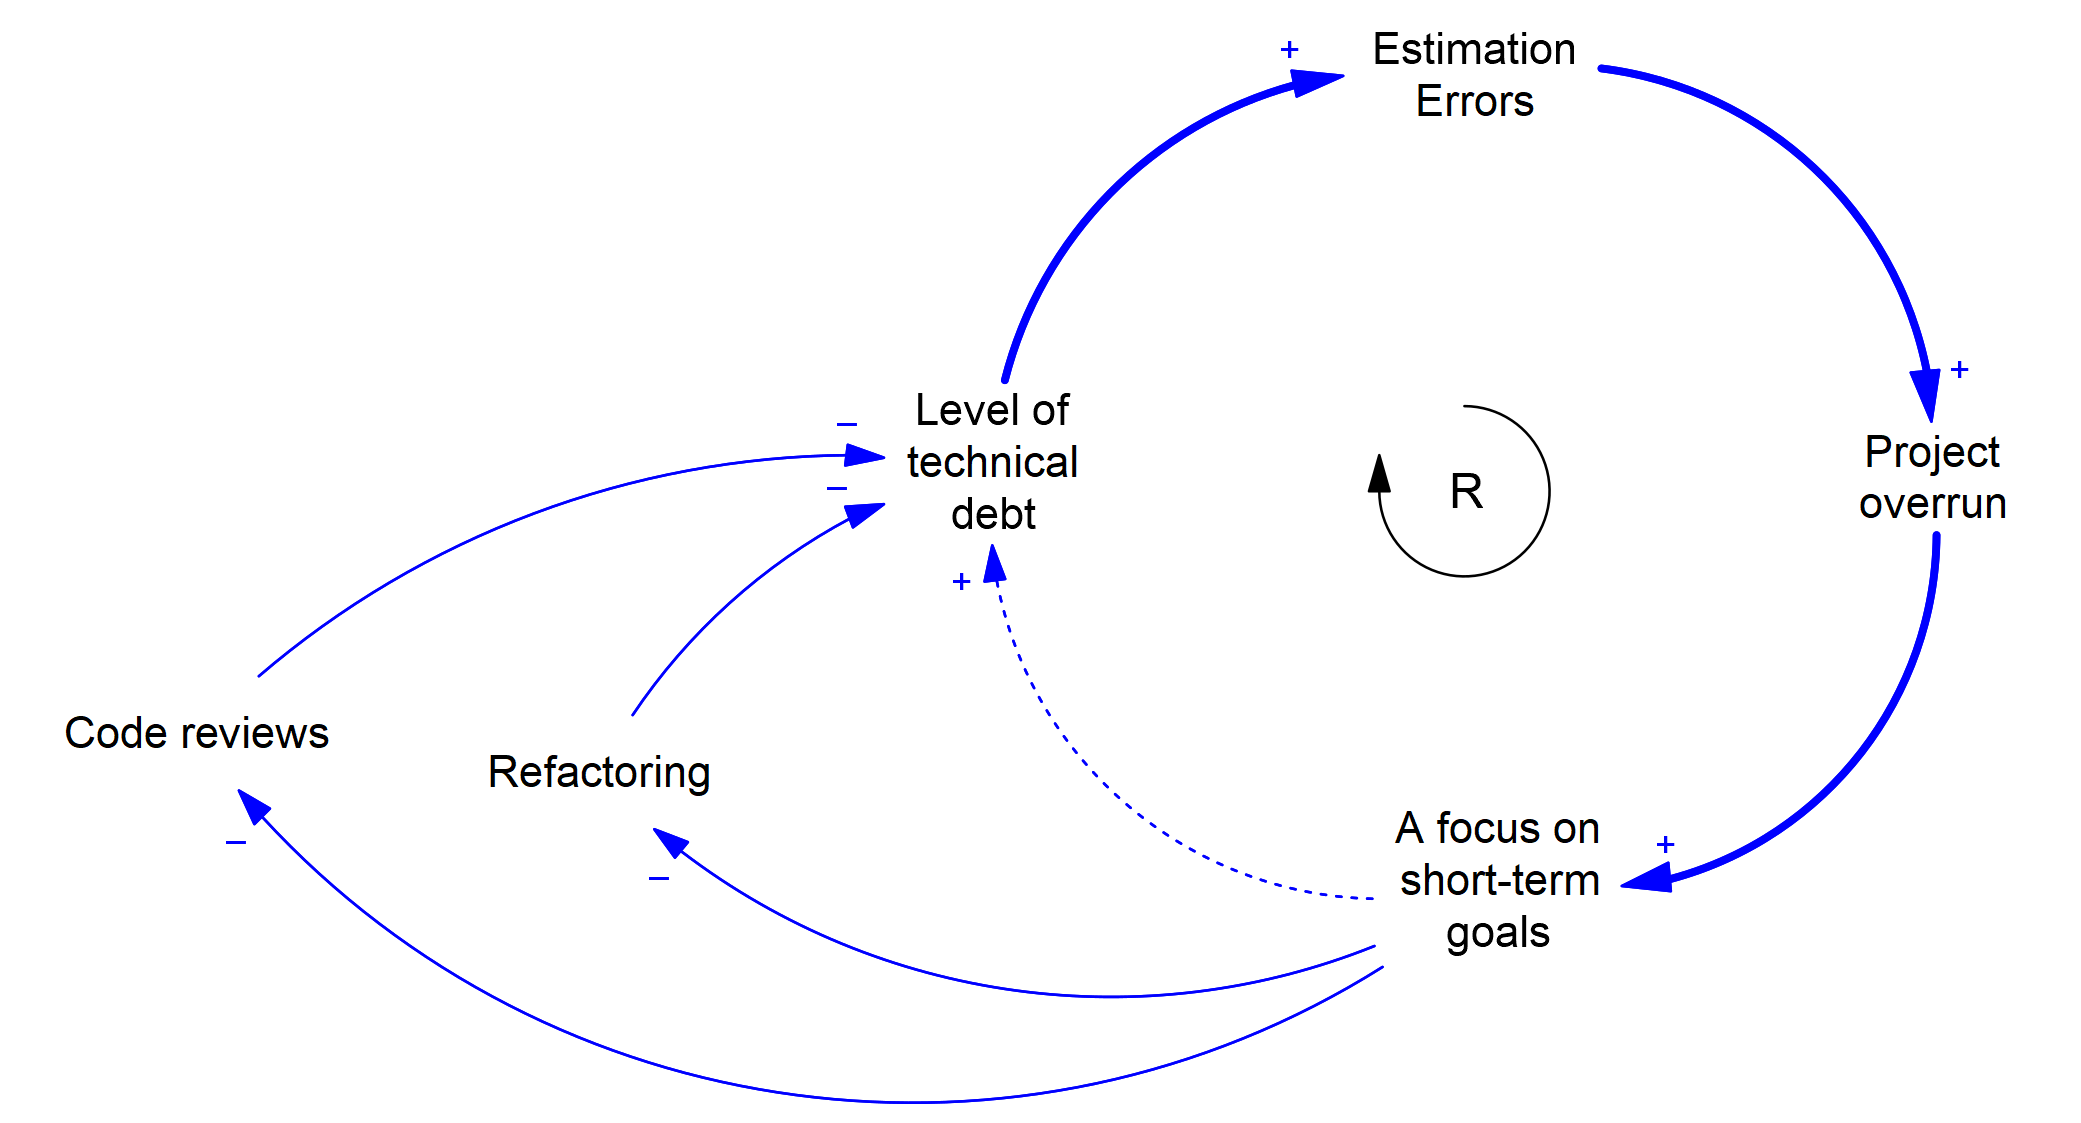 +
Estimation
Errors
+
Level of
technical
debt
–
–
+
R
Project
overrun
Code reviews
–
Refactoring
–
A focus on
short-term
goals
+